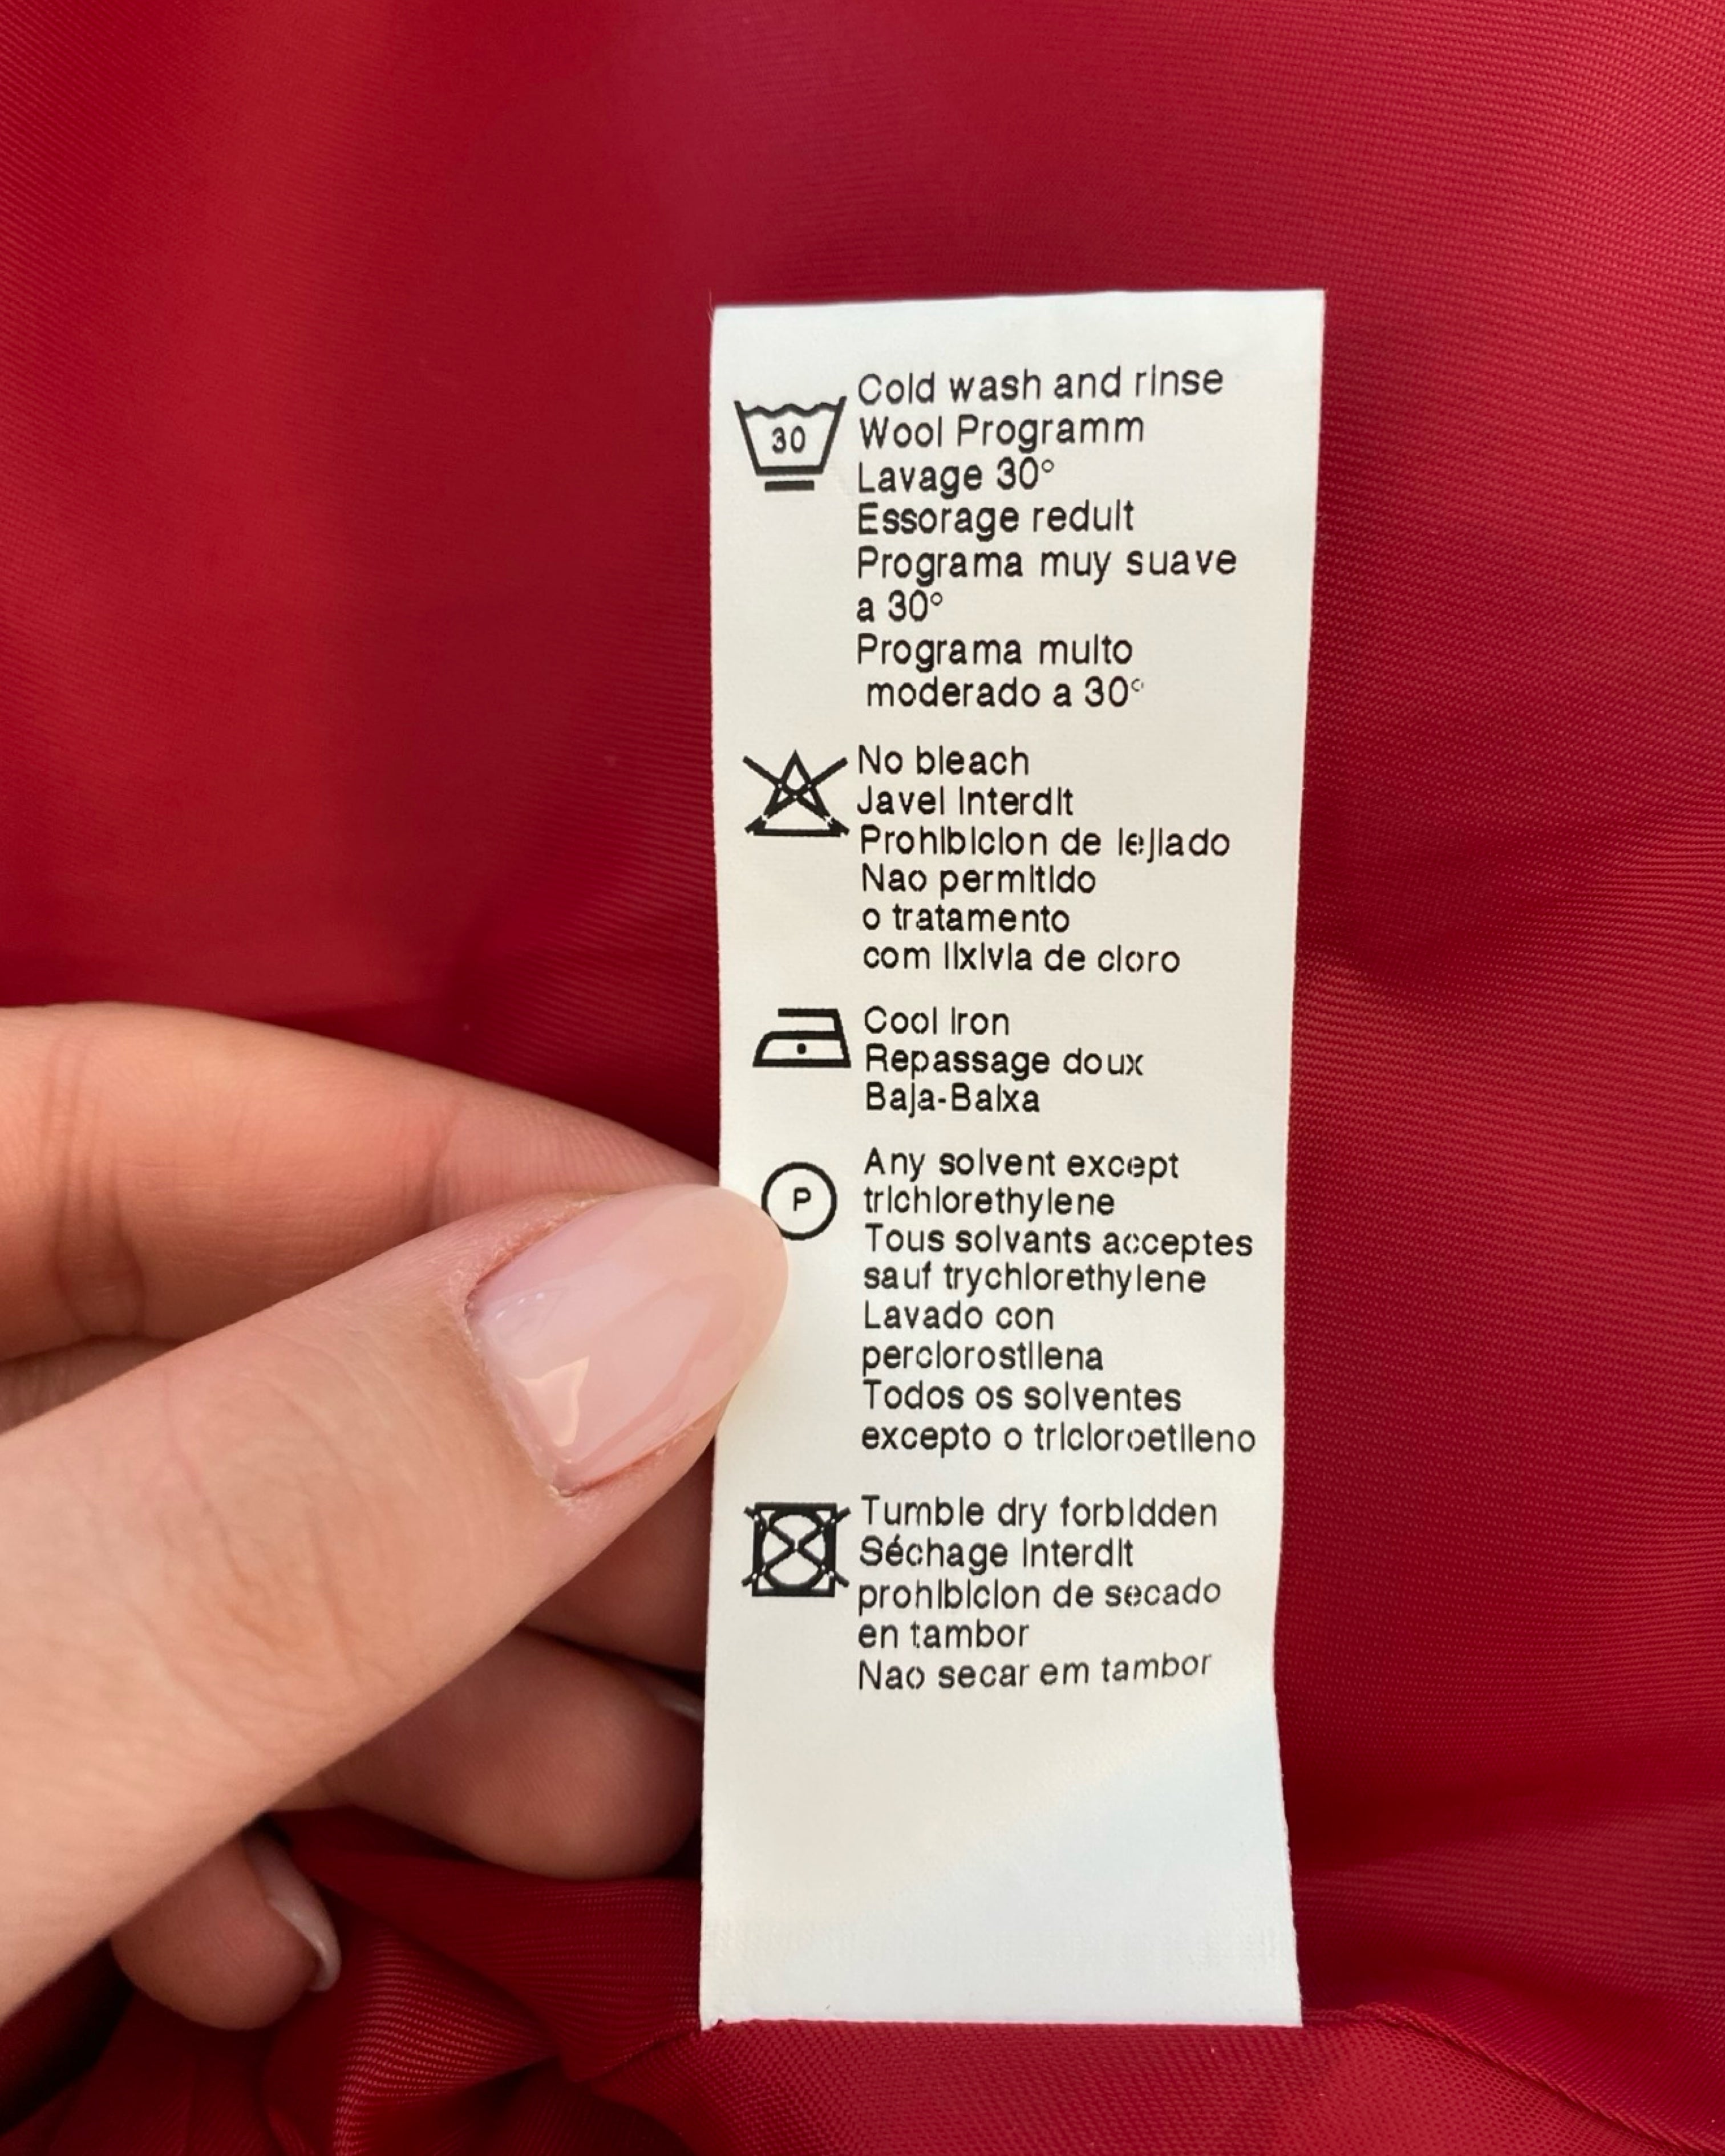 Cold wash and rinse
30
Wool Programm
Lavage 30°
Essorage reduit
Programa muy suave
a 30°
Programa muito
moderado a 30°
No bleach
Javel interdit
Prohibicion de lejiado
Nao permitido
o tratamento
com lixivia de cloro
Cool Iron
Repassage doux
Baja-Baixa
Any solvent except
P
trichlorethylene
Tous solvants acceptes
sauf trychlorethylene
Lavado con
perclorostilena
Todos os solventes
excepto o tricloroetileno
Tumble dry forbidden
Séchage interdit
prohibicion de secado
en tambor
Nao secar em tambor